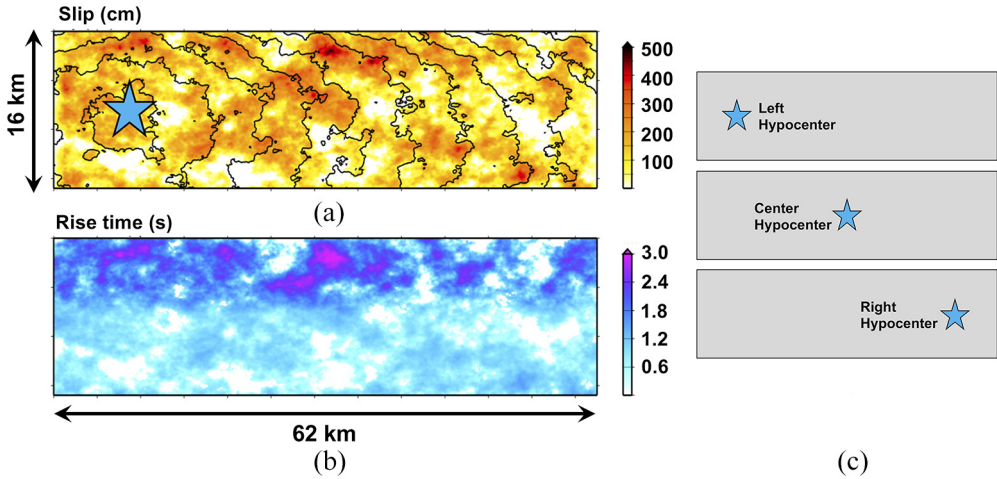 Slip (cm)
16 km
500
400
300
200
100
(a)
Rise time (s)
3.0
2.4
1.8
1.2
0.6
62 km
(b)
Left
Hypocenter
Center
Hypocenter
Right
Hypocenter
(c)